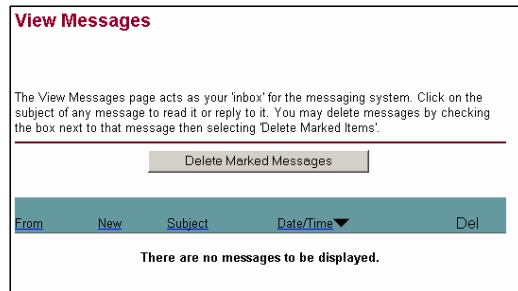 View Messages
The View Messages page acts as your 'inbox' for the messaging system. Click on the
subject of any message to read it or reply to it. You may delete messages by checking
the box next to that message then selecting 'Delete Marked Items'.
Delete Marked Messages
From New Subject Date/Time Del
There are no messages to be displayed.